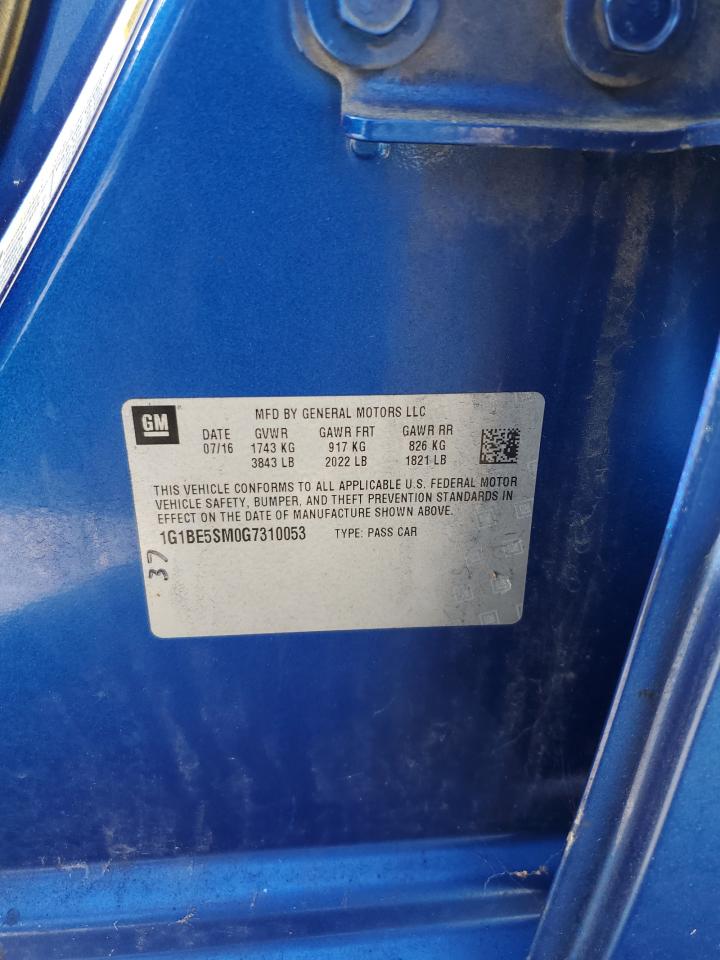 GM
MFD BY GENERAL MOTORS LLC
DATE GVWR GAWR FRT GAWR RR
07/16 1743 KG 917 KG 826 KG
3843 LB 2022 LB 1821 LB
THIS VEHICLE CONFORMS TO ALL APPLICABLE U.S. FEDERAL MOTOR
VEHICLE SAFETY, BUMPER, AND THEFT PREVENTION STANDARDS IN
EFFECT ON THE DATE OF MANUFACTURE SHOWN ABOVE.
1G1BE5SM0G7310053 TYPE: PASS CAR
37